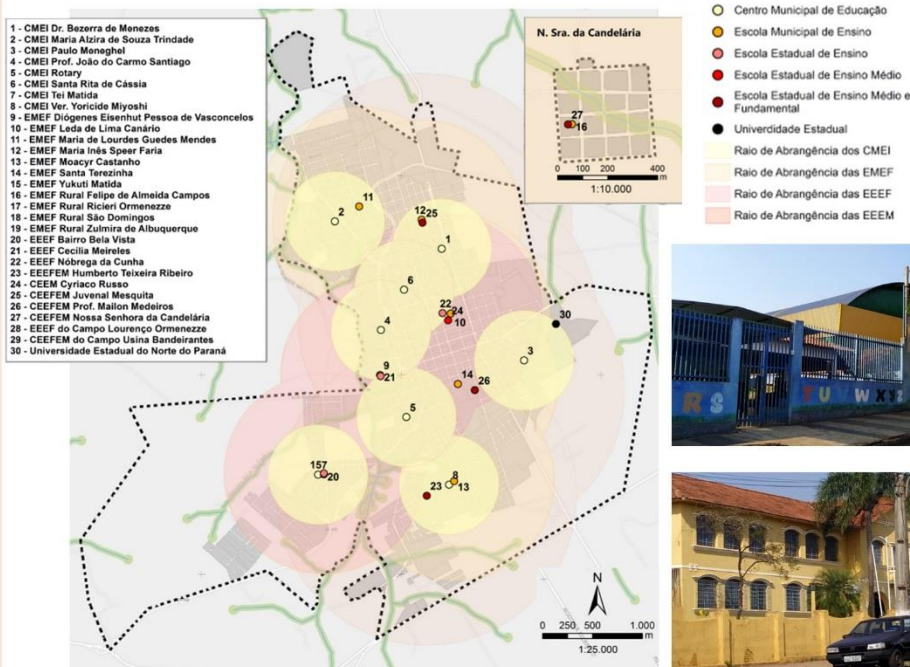 1 - CMEI Dr. Bezerra de Menezes
2 - CMEI Maria Alzira de Souza Trindade
3 - CMEI Paulo Moneghel
4 - CMEI Prof. João do Carmo Santiago
5 - CMEI Rotary
6 - CMEI Santa Rita de Cássia
7 - CMEI Tei Matida
8 - CMEI Ver. Yoricide Miyoshi
9 - EMEF Diógenes Eisenhut Pessoa de Vasconcelos
10 - EMEF Leda de Lima Canário
11 - EMEF Maria de Lourdes Guedes Mendes
12 - EMEF Maria Inês Speer Faria
13 - EMEF Moacyr Castanho
14 - EMEF Santa Terezinha
15 - EMEF Yukuti Matida
16 - EMEF Rural Felipe de Almeida Campos
17 - EMEF Rural Ricieri Ormenezze
18 - EMEF Rural São Domingos
19 - EMEF Rural Zulmira de Albuquerque
20 - EEEF Bairro Bela Vista
21 - EEEF Cecília Meireles
22 - EEEF Nóbrega da Cunha
23 - EEEFEM Humberto Teixeira Ribeiro
24 - CEEM Cyriaco Russo
25 - CEEFEM Juvenal Mesquita
26 - CEEFEM Prof. Mailon Medeiros
27 - CEEFEM Nossa Senhora da Candelária
28 - EEEF do Campo Lourenço Ormenezze
29 - CEEFEM do Campo Usina Bandeirantes
30 - Universidade Estadual do Norte do Paraná
N. Sra. da Candelária
27
16
0 200 400
m
1:10.000
Centro Municipal de Educação
Escola Municipal de Ensino
Escola Estadual de Ensino
Escola Estadual de Ensino Médio
Escola Estadual de Ensino Médio e
Fundamental
Univerdidade Estadual
Raio de Abrangência dos CMEI
Raio de Abrangência das EMEF
Raio de Abrangência das EEEF
Raio de Abrangência das EEEM
11
2
12 25
1
6
22
24
10
4
30
3
9
21
14
26
5
157
20
8
23
13
N
0 250 500 1.000
m
1:25.000
R S T U V W X Y Z